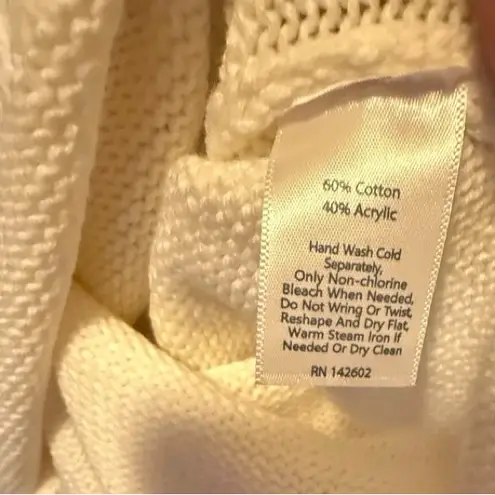 60% Cotton
40% Acrylic
Hand Wash Cold
Separately,
Only Non-chlorine
Bleach When Needed,
Do Not Wring Or Twist,
Reshape And Dry Flat,
Warm Steam Iron If
Needed Or Dry Clean
RN 142602